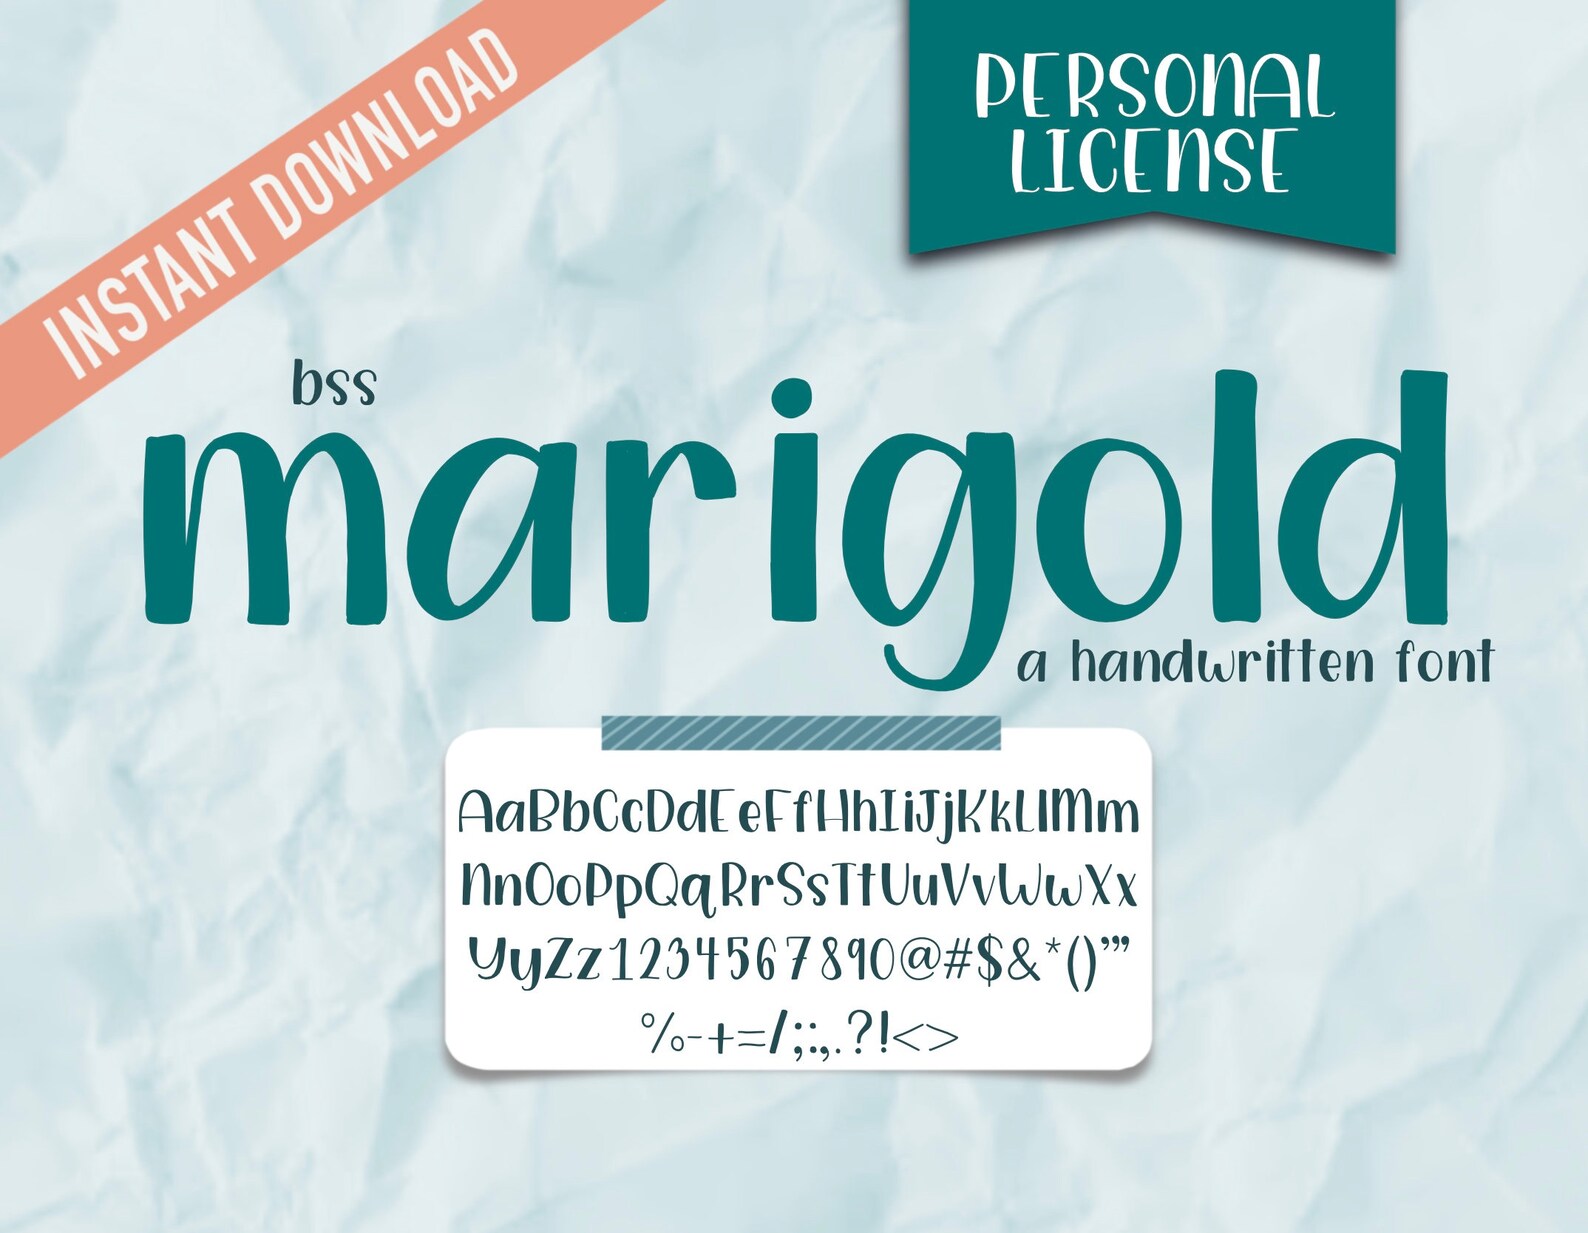 INSTANT DOWNLOAD
PERSONAL
LICENSE
bss
marigold
a handwritten font
AaBbCcDdEeFfHhIiJjKkLlMm
NnOoPpQqRrSsTtUuVvWwXx
YyZz1234567890@#$&*()'"
%-+=/;:,.?!<>